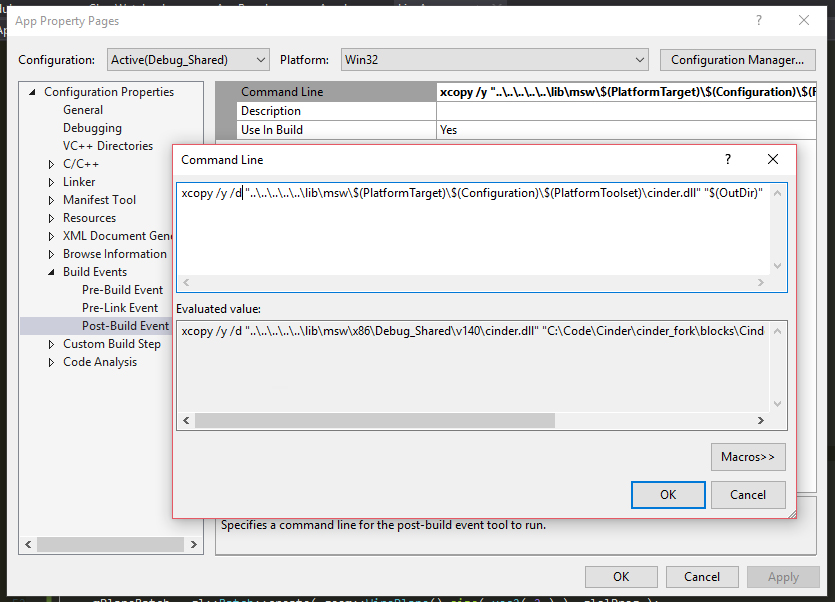 App Property Pages
Configuration: Active(Debug_Shared) Platform: Win32 Configuration Manager...
Configuration Properties
General
Debugging
VC++ Directories
C/C++
Linker
Manifest Tool
Resources
XML Document Gene
Browse Information
Build Events
Pre-Build Event
Pre-Link Event
Post-Build Event
Custom Build Step
Code Analysis
Command Line xcopy /y "..\..\..\..\..\lib\msw\$(PlatformTarget)\$(Configuration)\$(P
Description
Use In Build Yes
Command Line
xcopy /y /d "..\..\..\..\..\lib\msw\$(PlatformTarget)\$(Configuration)\$(PlatformToolset)\cinder.dll" "$(OutDir)"
Evaluated value:
xcopy /y /d "..\..\..\..\..\lib\msw\x86\Debug_Shared\v140\cinder.dll" "C:\Code\Cinder\cinder_fork\blocks\Cind
Macros>>
OK Cancel
Specifies a command line for the post-build event tool to run.
OK Cancel Apply